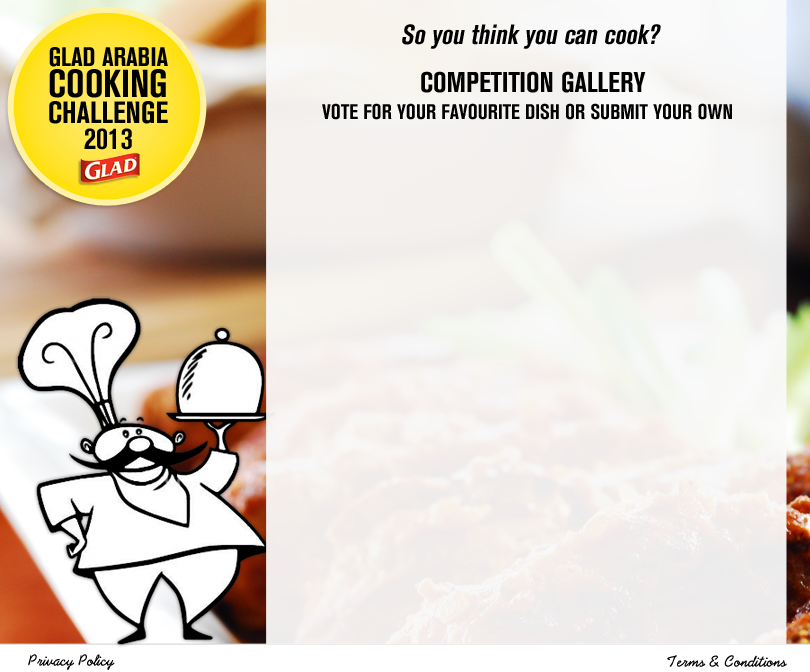 GLAD ARABIA
COOKING
CHALLENGE
2013
GLAD
So you think you can cook?
COMPETITION GALLERY
VOTE FOR YOUR FAVOURITE DISH OR SUBMIT YOUR OWN
Privacy Policy
Terms & Conditions